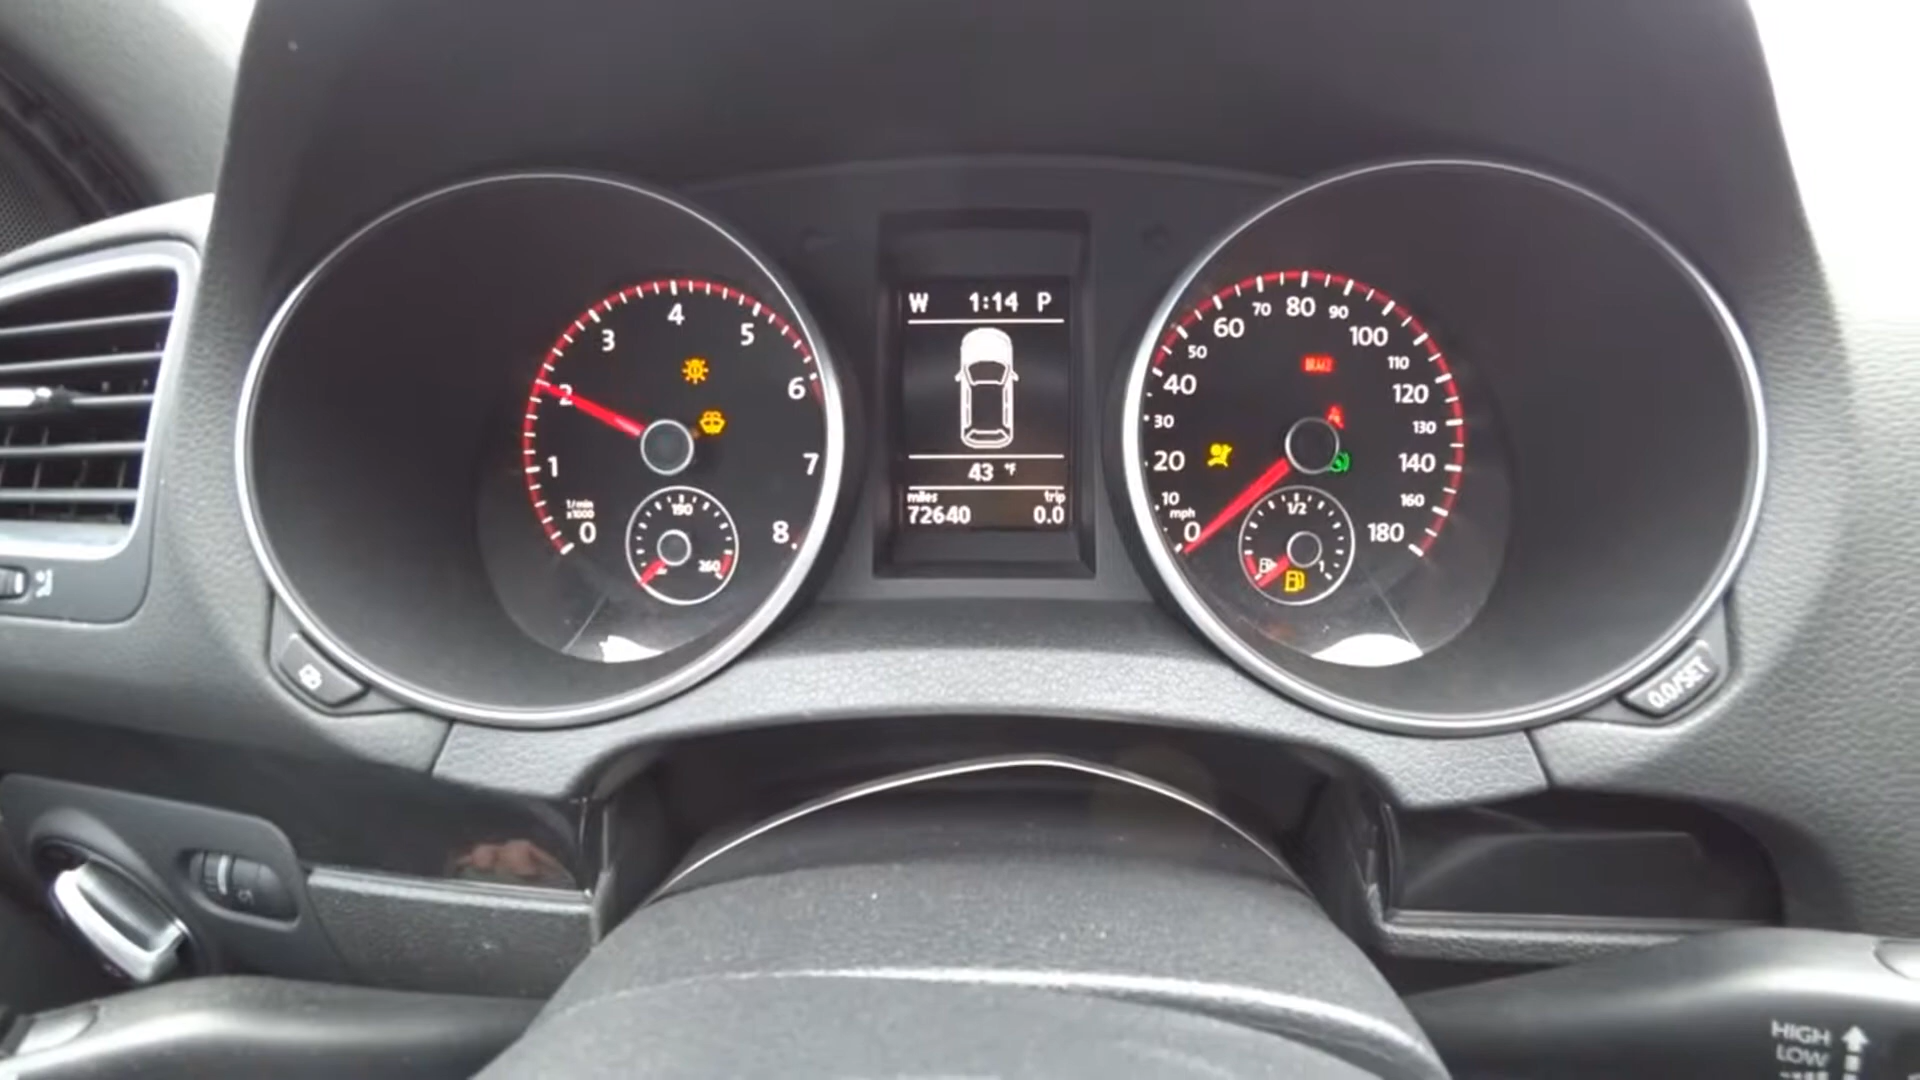 W 1:14 P
43 °F
miles trip
72640 0.0
0 1 2 3 4 5 6 7 8
1/min
x1000
190
260
0 10 20 30 40 50 60 70 80 90 100 110 120 130 140 160 180
mph
1/2
1
0.0/SET
HIGH
LOW